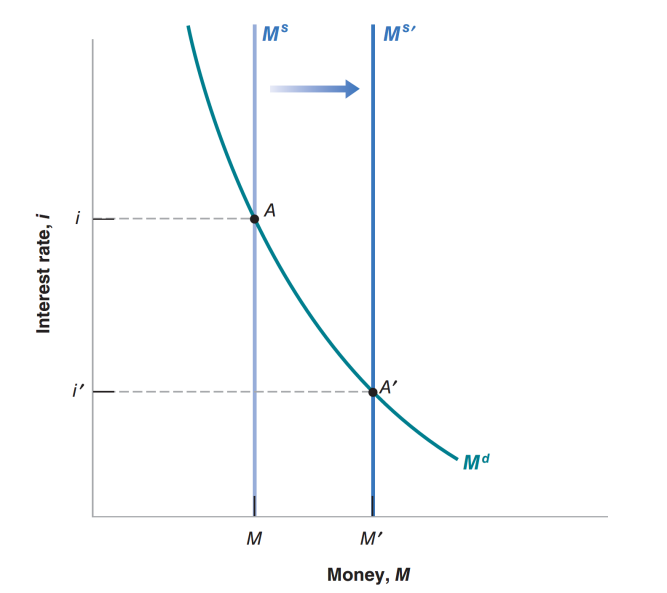 Mˢ
Mˢ′
A
i
Interest rate, i
A′
i′
Mᵈ
M
M′
Money, M